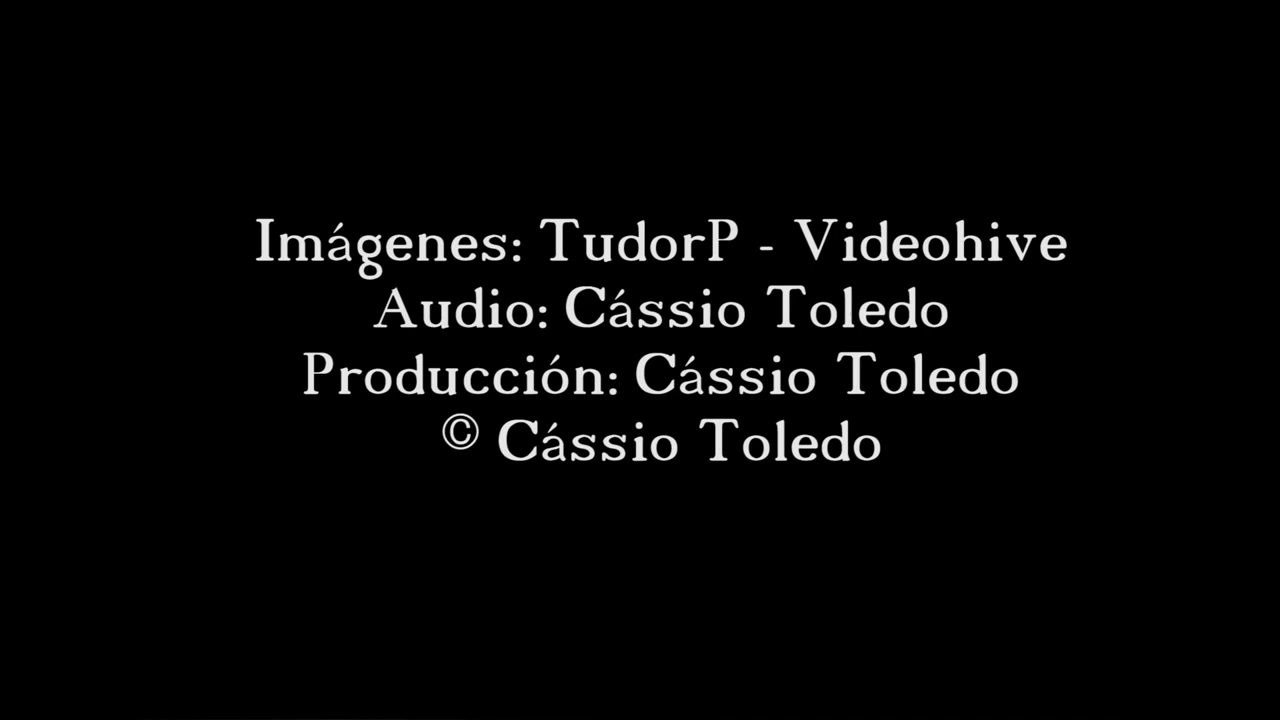 Imágenes: TudorP - Videohive
Audio: Cássio Toledo
Producción: Cássio Toledo
© Cássio Toledo